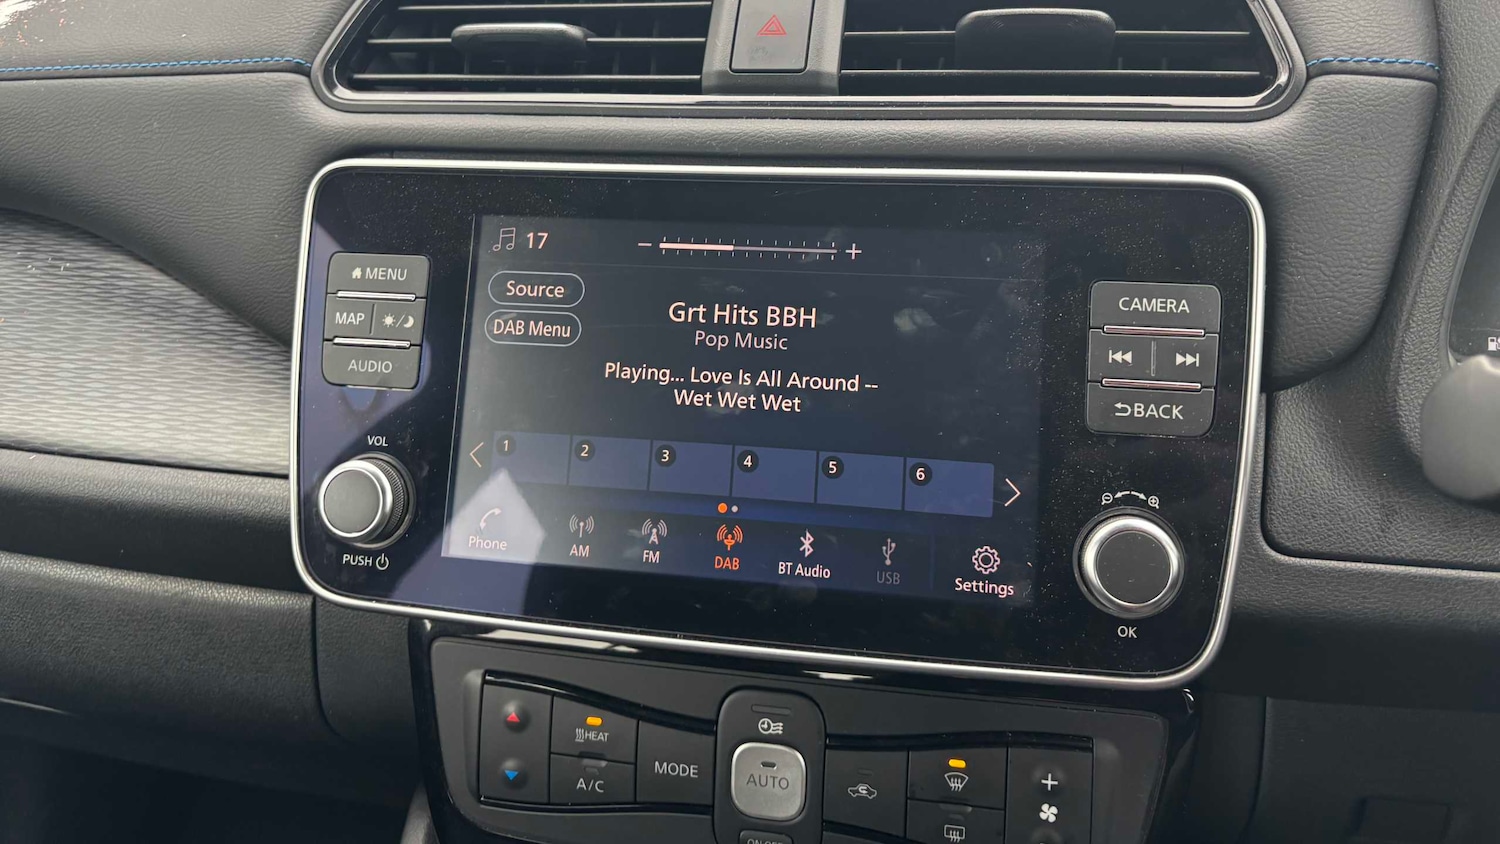 17
Source
DAB Menu
Grt Hits BBH
Pop Music
Playing... Love Is All Around --
Wet Wet Wet
1 2 3 4 5 6
Phone AM FM DAB BT Audio USB Settings
MENU
MAP
AUDIO
VOL
PUSH
CAMERA
BACK
OK
HEAT
A/C
MODE
AUTO